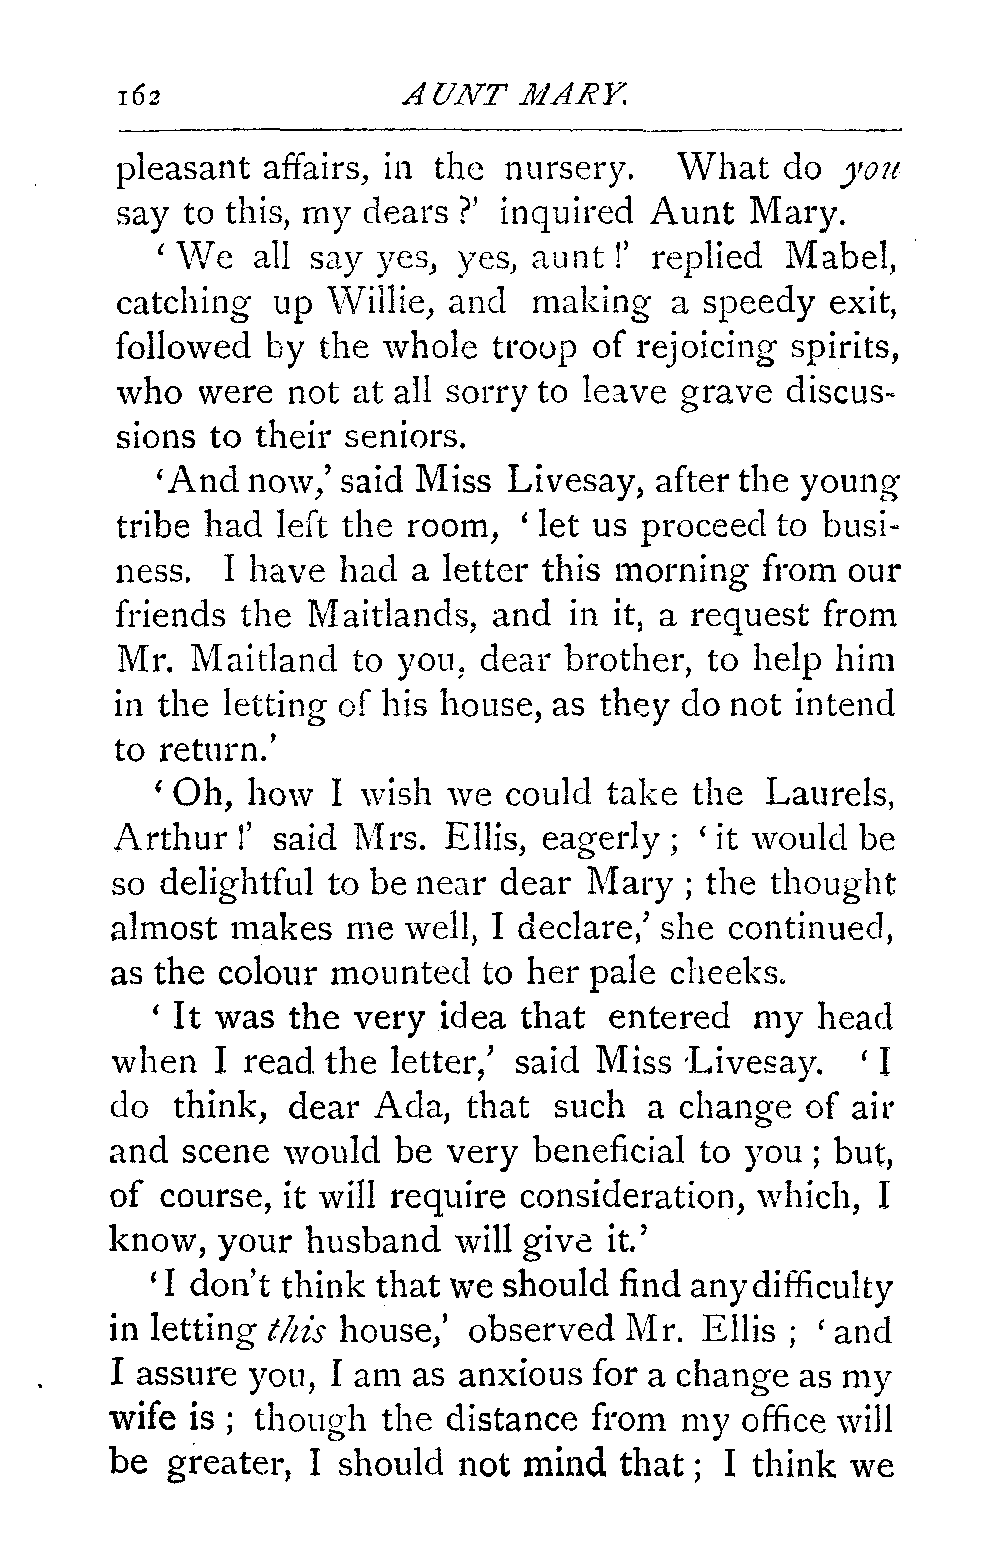 162 AUNT MARY.
pleasant affairs, in the nursery. What do you
say to this, my dears ?’ inquired Aunt Mary.
‘ We all say yes, yes, aunt !’ replied Mabel,
catching up Willie, and making a speedy exit,
followed by the whole troop of rejoicing spirits,
who were not at all sorry to leave grave discus-
sions to their seniors.
‘And now,’ said Miss Livesay, after the young
tribe had left the room, ‘ let us proceed to busi-
ness. I have had a letter this morning from our
friends the Maitlands, and in it, a request from
Mr. Maitland to you, dear brother, to help him
in the letting of his house, as they do not intend
to return.’
‘ Oh, how I wish we could take the Laurels,
Arthur !’ said Mrs. Ellis, eagerly ; ‘ it would be
so delightful to be near dear Mary ; the thought
almost makes me well, I declare,’ she continued,
as the colour mounted to her pale cheeks.
‘ It was the very idea that entered my head
when I read the letter,’ said Miss Livesay. ‘ I
do think, dear Ada, that such a change of air
and scene would be very beneficial to you ; but,
of course, it will require consideration, which, I
know, your husband will give it.’
‘I don’t think that we should find any difficulty
in letting this house,’ observed Mr. Ellis ; ‘ and
I assure you, I am as anxious for a change as my
wife is ; though the distance from my office will
be greater, I should not mind that ; I think we